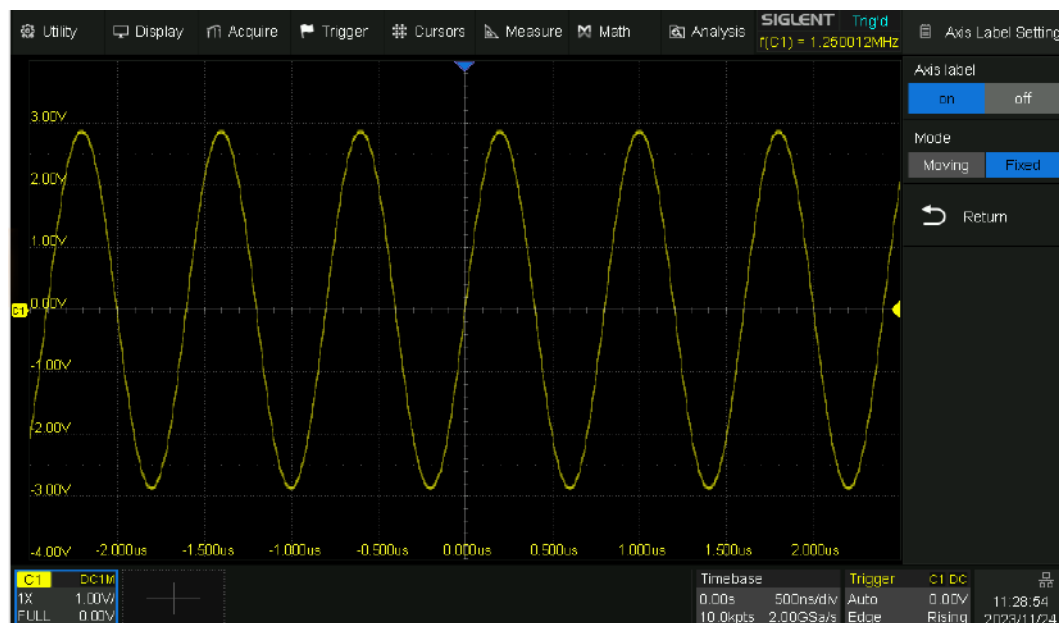 Utility Display Acquire Trigger Cursors Measure Math Analysis
SIGLENT Trig'd
f(C1) = 1.250012MHz
Axis Label Setting
Axis label
on off
Mode
Moving Fixed
Return
3.00V
2.00V
1.00V
C1 0.00V
-1.00V
-2.00V
-3.00V
-4.00V -2.000us -1.500us -1.000us -0.500us 0.000us 0.500us 1.000us 1.500us 2.000us
C1 DC1M
1X 1.00V/
FULL 0.00V
Timebase
0.00s 500ns/div
10.0kpts 2.00GSa/s
Trigger C1 DC
Auto 0.00V
Edge Rising
11:28:54
2023/11/24